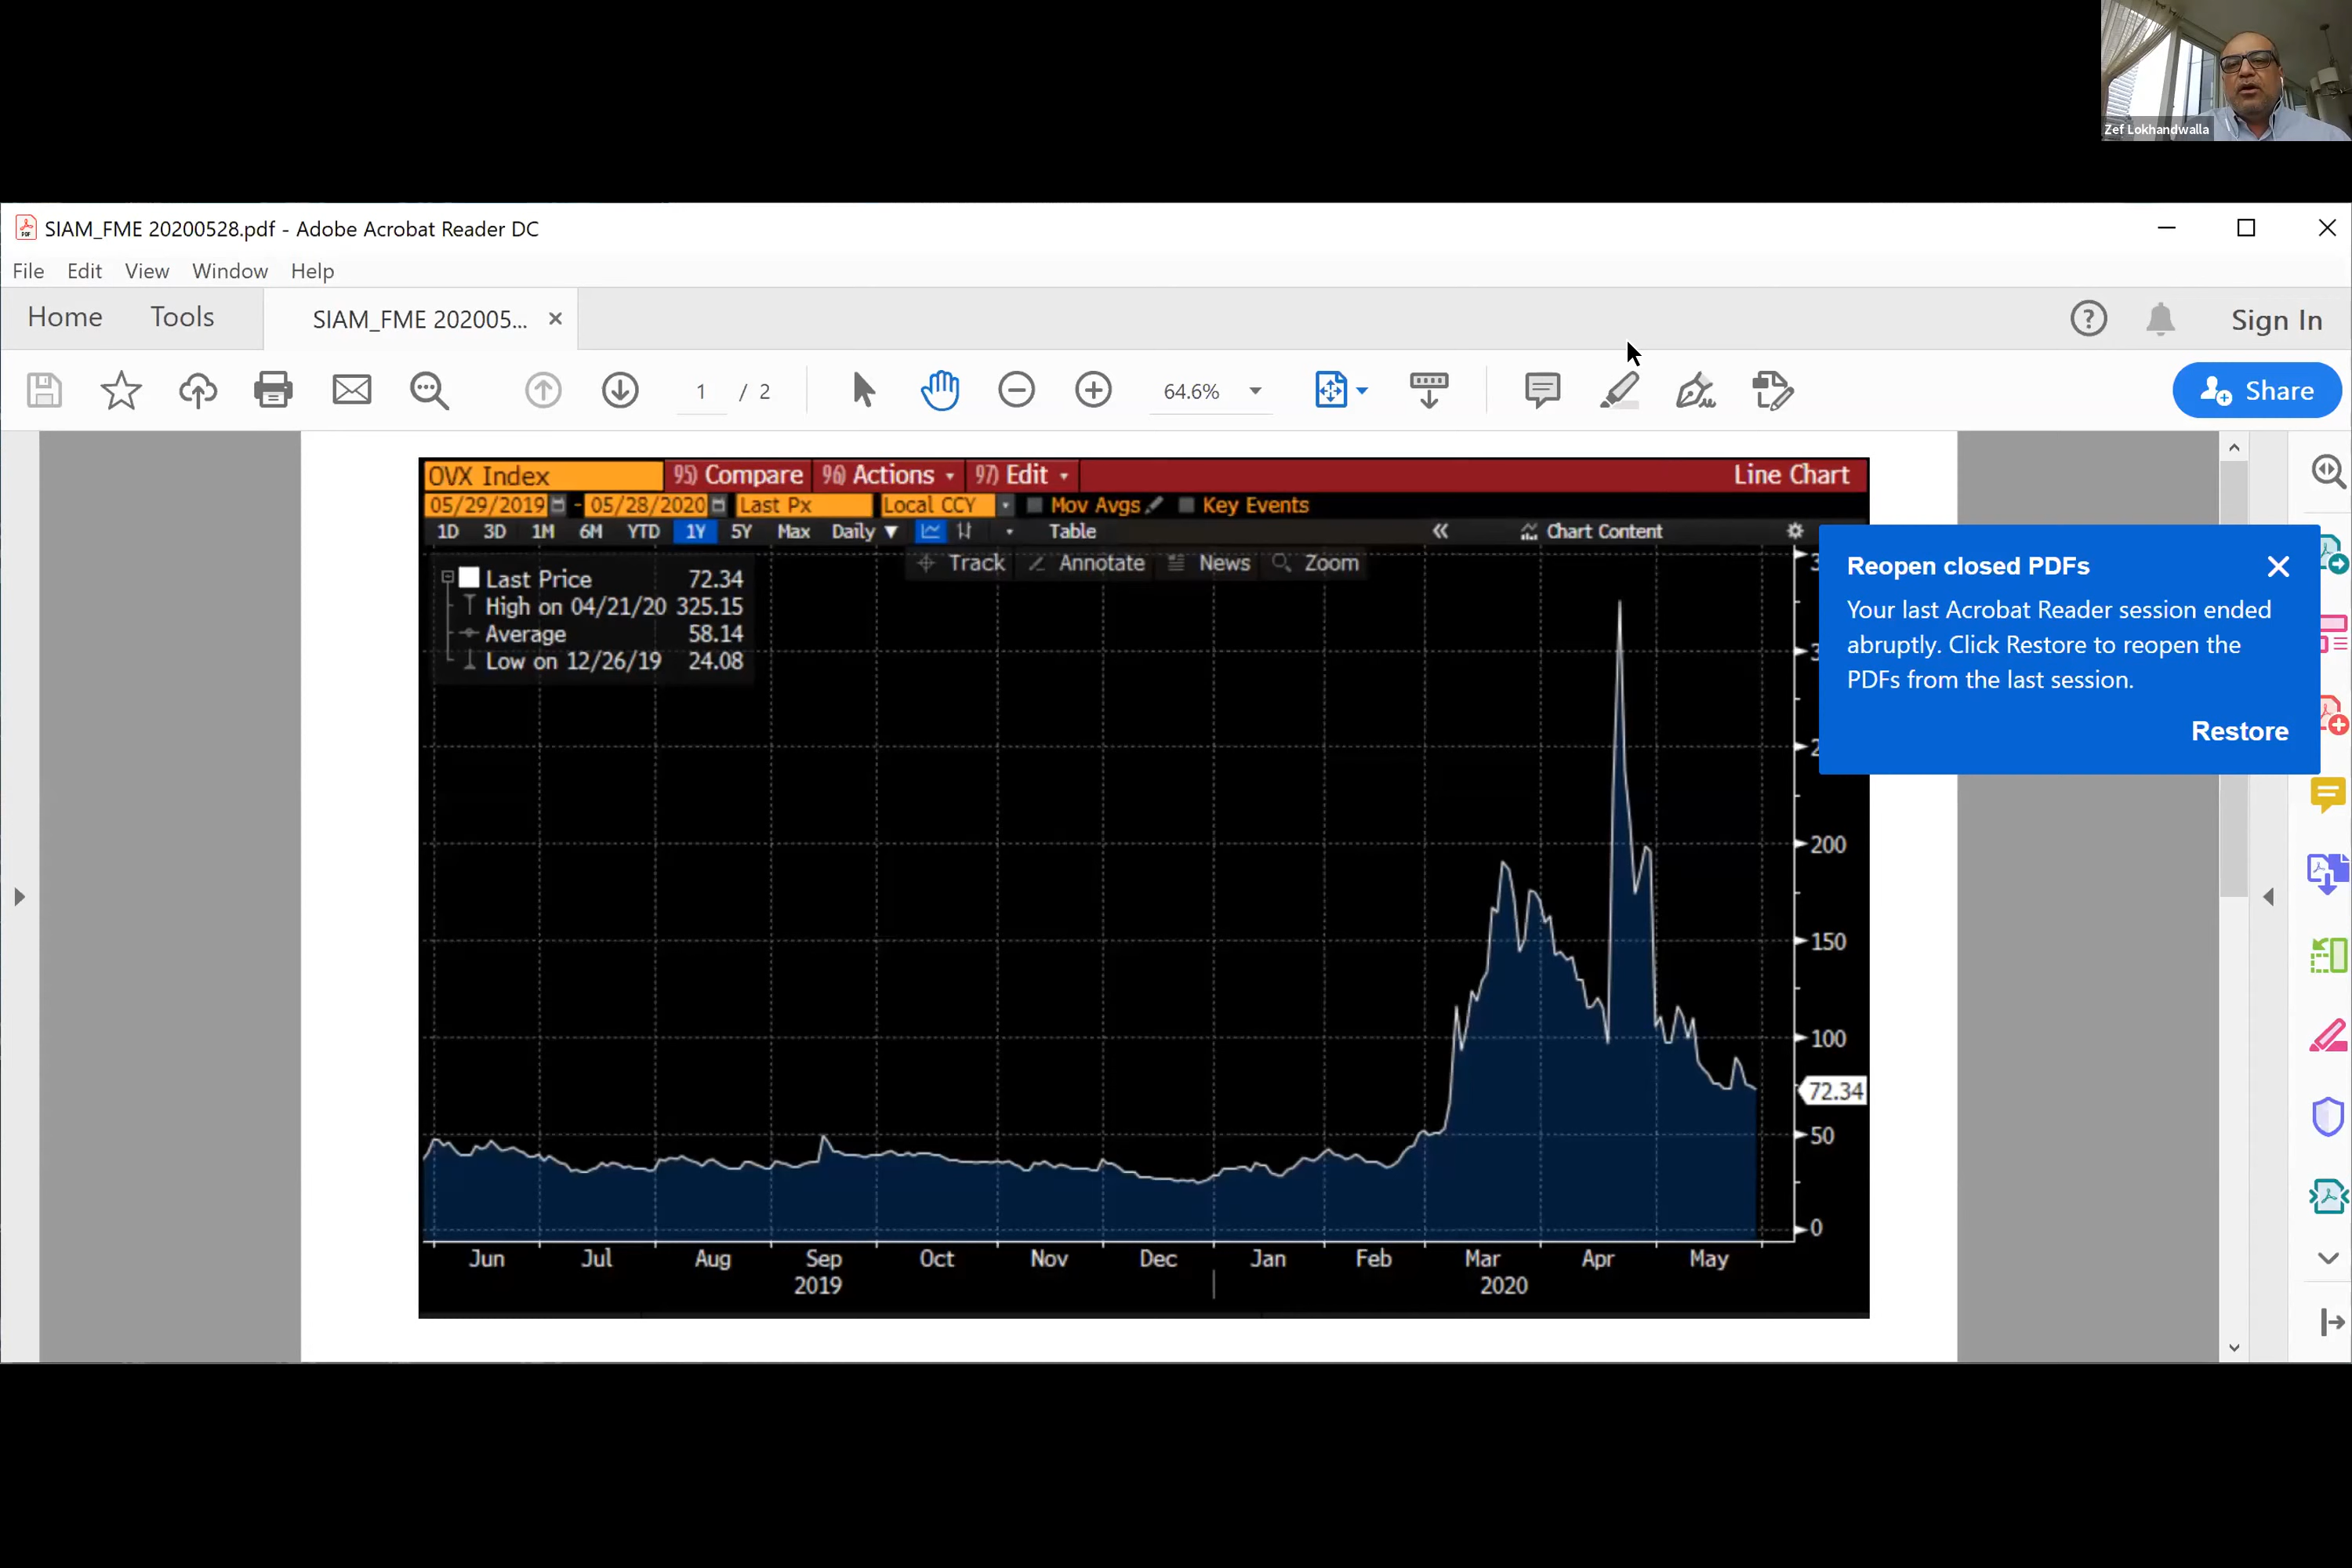 Zef Lokhandwalla
SIAM_FME 20200528.pdf - Adobe Acrobat Reader DC
File Edit View Window Help
Home Tools SIAM_FME 202005... Sign In
1 / 2 64.6% Share
OVX Index 95) Compare 96) Actions 97) Edit Line Chart
05/29/2019 - 05/28/2020 Last Px Local CCY Mov Avgs Key Events
1D 3D 1M 6M YTD 1Y 5Y Max Daily Table Chart Content
Track Annotate News Zoom
Last Price 72.34
High on 04/21/20 325.15
Average 58.14
Low on 12/26/19 24.08
Reopen closed PDFs
Your last Acrobat Reader session ended
abruptly. Click Restore to reopen the
PDFs from the last session.
Restore
200
150
100
72.34
50
0
Jun Jul Aug Sep Oct Nov Dec Jan Feb Mar Apr May
2019 2020